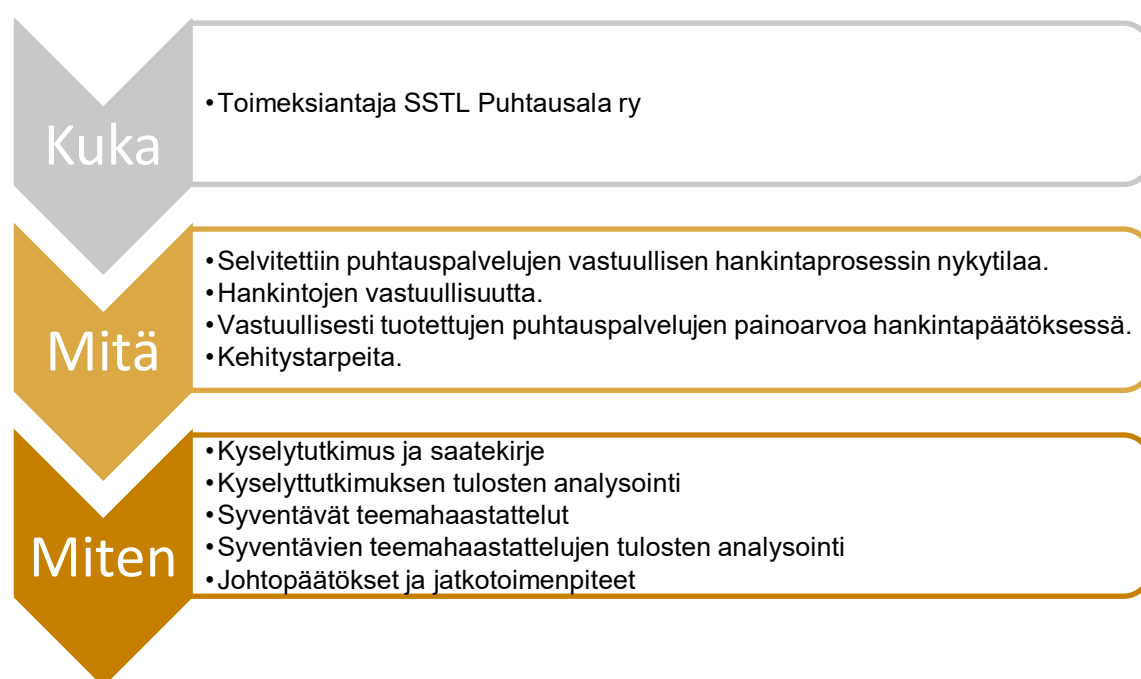 Kuka
•Toimeksiantaja SSTL Puhtausala ry
Mitä
•Selvitettiin puhtauspalvelujen vastuullisen hankintaprosessin nykytilaa.
•Hankintojen vastuullisuutta.
•Vastuullisesti tuotettujen puhtauspalvelujen painoarvoa hankintapäätöksessä.
•Kehitystarpeita.
Miten
•Kyselytutkimus ja saatekirje
•Kyselyttutkimuksen tulosten analysointi
•Syventävät teemahaastattelut
•Syventävien teemahaastattelujen tulosten analysointi
•Johtopäätökset ja jatkotoimenpiteet